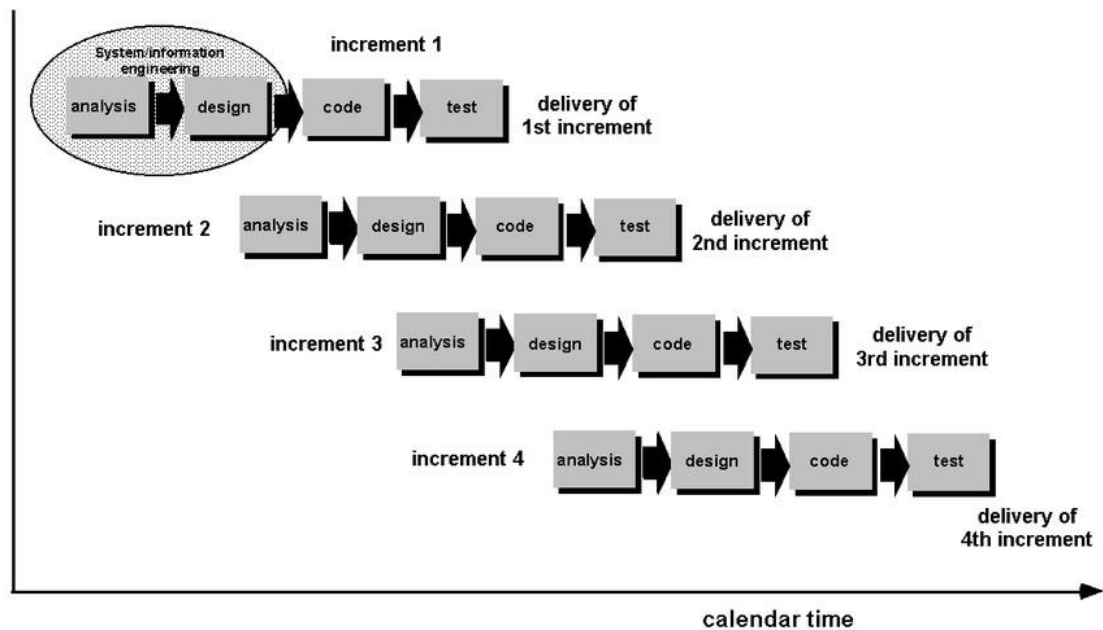 increment 1
System/information
engineering
analysis
design
code
test
delivery of
1st increment
increment 2
analysis
design
code
test
delivery of
2nd increment
increment 3
analysis
design
code
test
delivery of
3rd increment
increment 4
analysis
design
code
test
delivery of
4th increment
calendar time